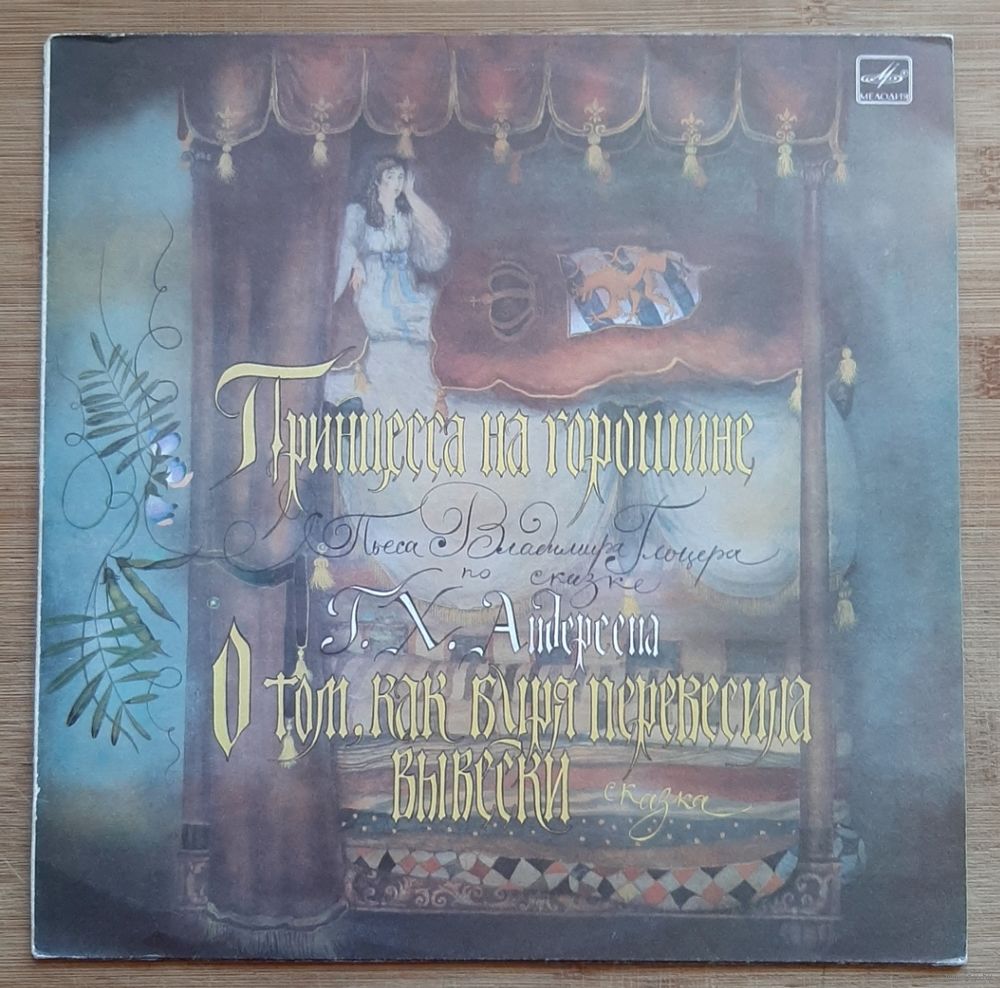 МЕЛОДИЯ
Принцесса на горошине
Пьеса Владимира Глоцера
по сказке
Г. Х. Андерсена
О том, как буря перевесила
вывески сказка